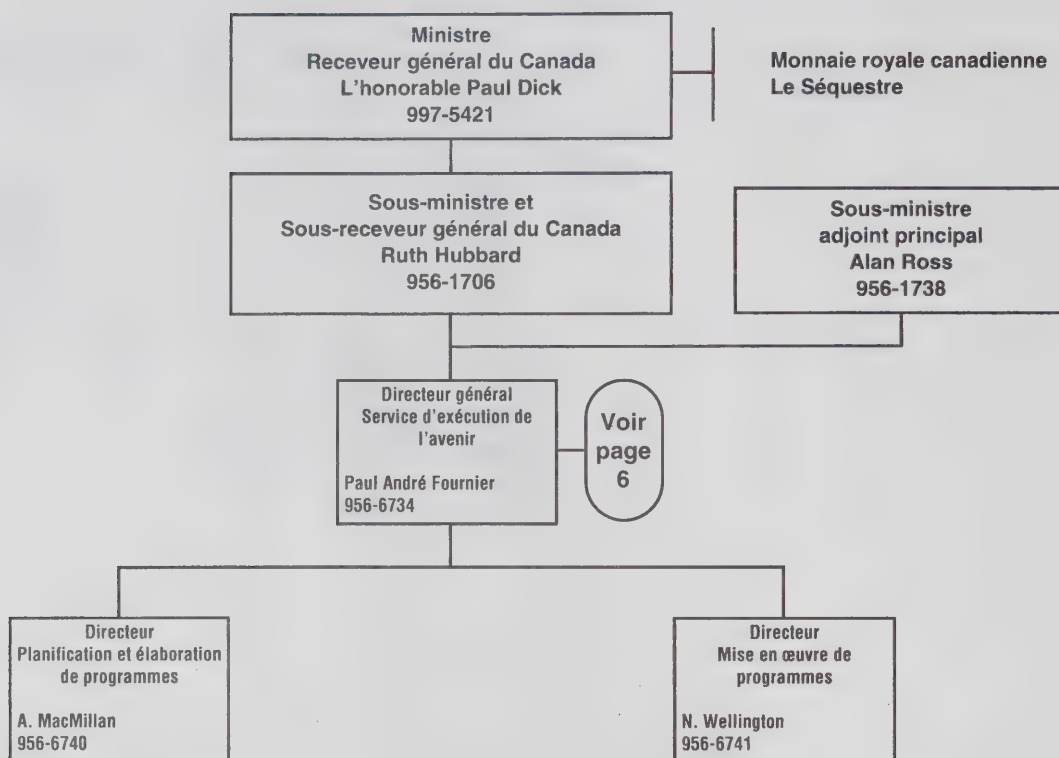 Ministre
Receveur général du Canada
L'honorable Paul Dick
997-5421
Monnaie royale canadienne
Le Séquestre
Sous-ministre et
Sous-receveur général du Canada
Ruth Hubbard
956-1706
Sous-ministre
adjoint principal
Alan Ross
956-1738
Directeur général
Service d'exécution de
l'avenir
Paul André Fournier
956-6734
Voir
page
6
Directeur
Planification et élaboration
de programmes
A. MacMillan
956-6740
Directeur
Mise en œuvre de
programmes
N. Wellington
956-6741